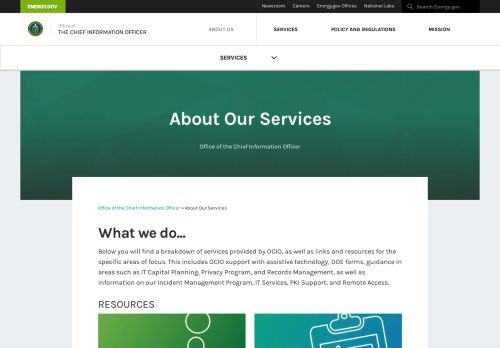 ENERGY.GOV
Newsroom
Careers
Energy.gov Offices
National Labs
Search Energy.gov
Office of
THE CHIEF INFORMATION OFFICER
ABOUT US
SERVICES
POLICY AND REGULATIONS
MISSION
SERVICES
About Our Services
Office of the Chief Information Officer
Office of the Chief Information Officer » About Our Services
What we do...
Below you will find a breakdown of services provided by OCIO, as well as links and resources for the
specific areas of focus. This includes OCIO support with assistive technology, DOE forms, guidance in
areas such as IT Capital Planning, Privacy Program, and Records Management, as well as
information on our Incident Management Program, IT Services, PKI Support, and Remote Access.
RESOURCES